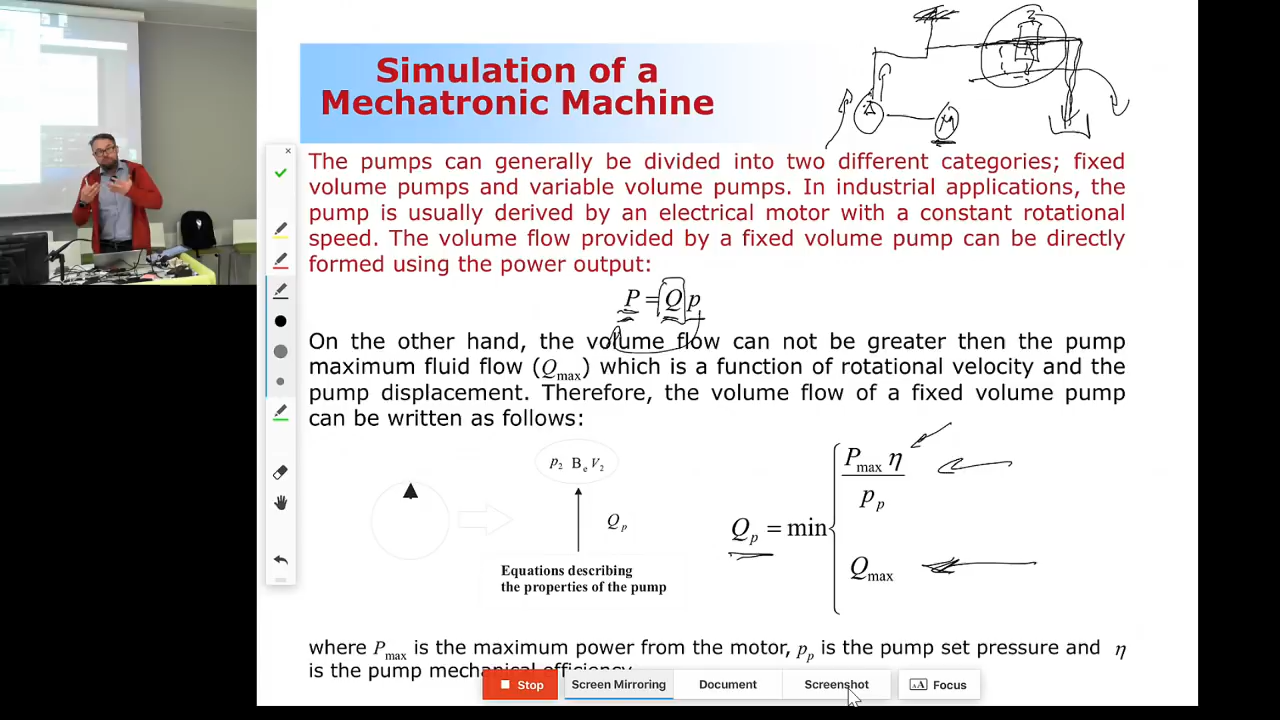 Simulation of a
Mechatronic Machine
The pumps can generally be divided into two different categories; fixed
volume pumps and variable volume pumps. In industrial applications, the
pump is usually derived by an electrical motor with a constant rotational
speed. The volume flow provided by a fixed volume pump can be directly
formed using the power output:
P = Q p
On the other hand, the volume flow can not be greater then the pump
maximum fluid flow (Qmax) which is a function of rotational velocity and the
pump displacement. Therefore, the volume flow of a fixed volume pump
can be written as follows:
p2 Be V2
Qp
Equations describing
the properties of the pump
Qp = min
Pmax η
pp
Qmax
where Pmax is the maximum power from the motor, pp is the pump set pressure and η
is the pump mechanical efficiency
Stop
Screen Mirroring
Document
Screenshot
AA Focus